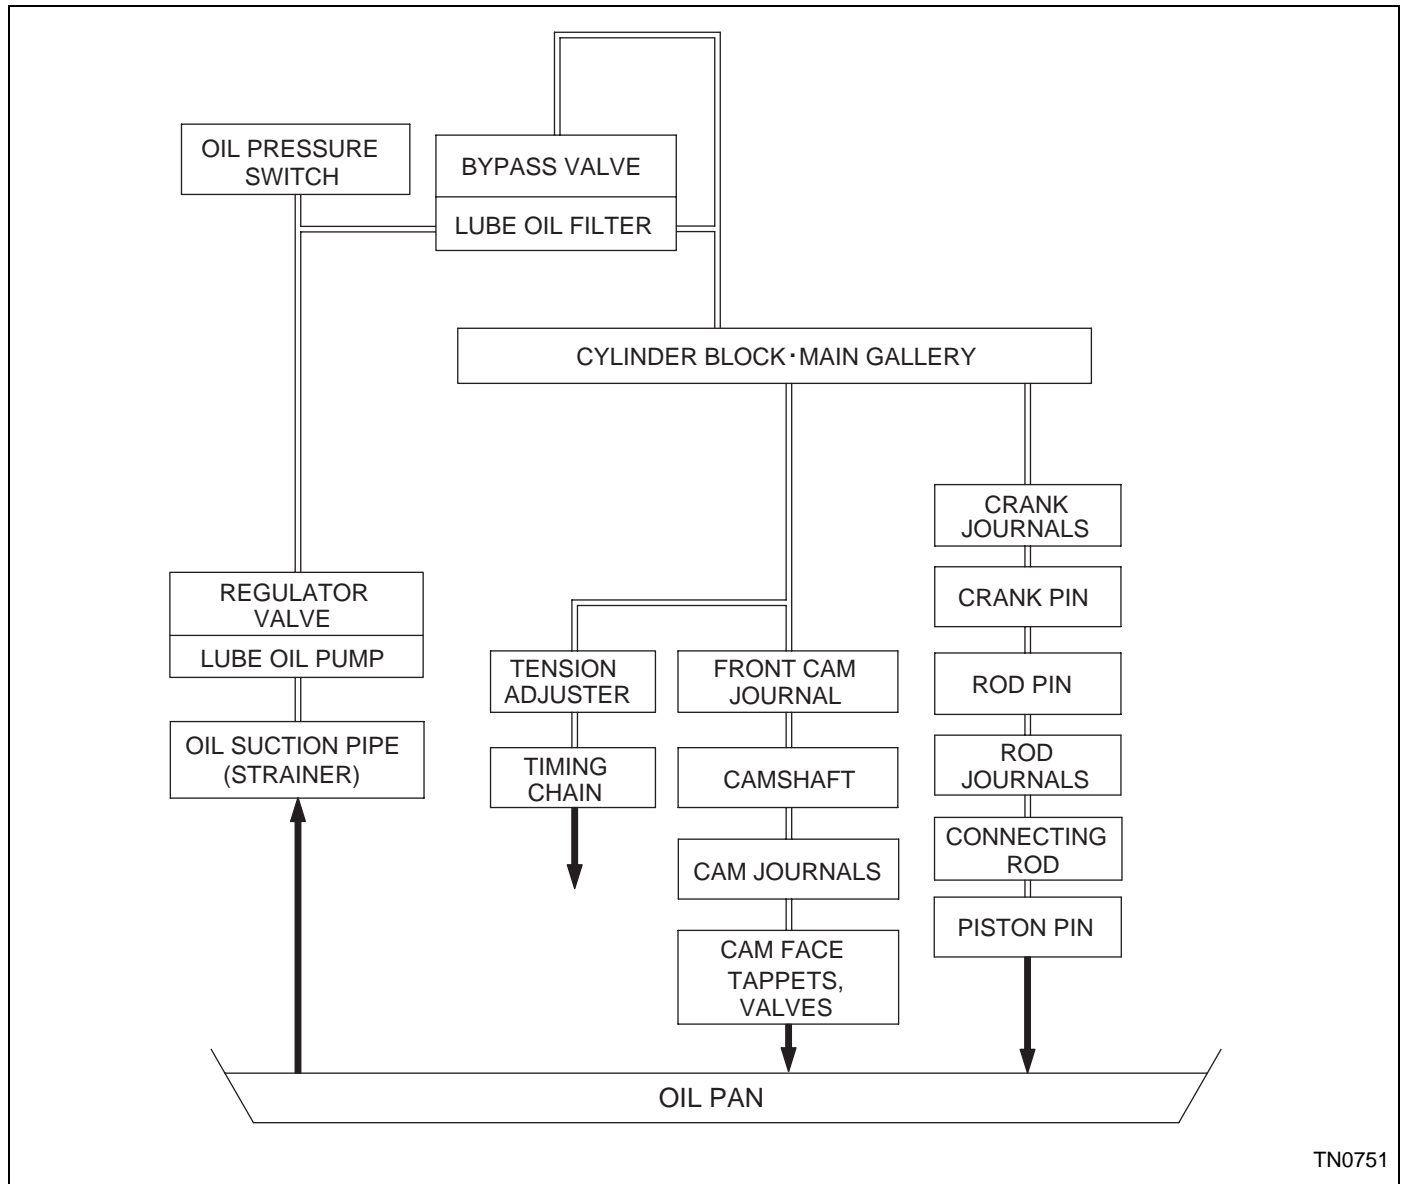 OIL PRESSURE
SWITCH
BYPASS VALVE
LUBE OIL FILTER
CYLINDER BLOCK･MAIN GALLERY
REGULATOR
VALVE
LUBE OIL PUMP
OIL SUCTION PIPE
(STRAINER)
TENSION
ADJUSTER
TIMING
CHAIN
FRONT CAM
JOURNAL
CAMSHAFT
CAM JOURNALS
CAM FACE
TAPPETS,
VALVES
CRANK
JOURNALS
CRANK PIN
ROD PIN
ROD
JOURNALS
CONNECTING
ROD
PISTON PIN
OIL PAN
TN0751